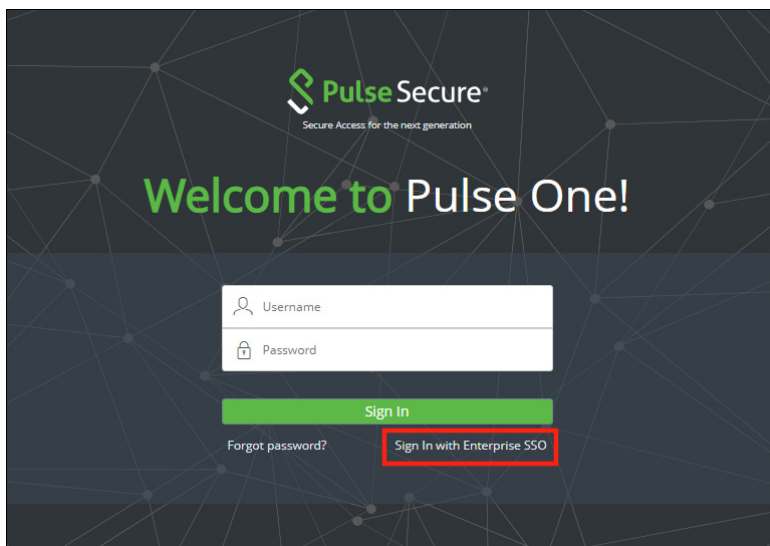 Pulse Secure®
Secure Access for the next generation
Welcome to Pulse One!
Username
Password
Sign In
Forgot password? Sign In with Enterprise SSO